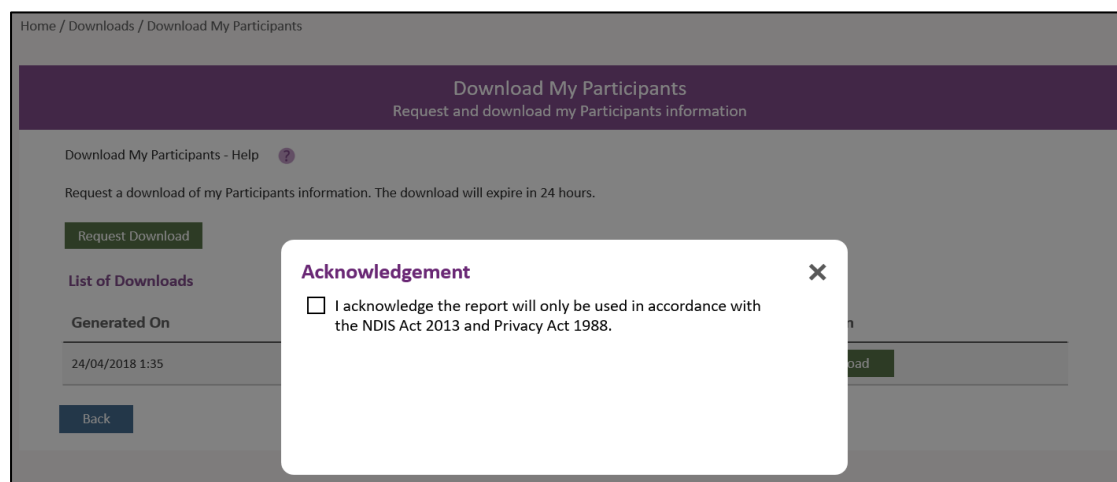 Home / Downloads / Download My Participants
Download My Participants
Request and download my Participants information
Download My Participants - Help ?
Request a download of my Participants information. The download will expire in 24 hours.
Request Download
Acknowledgement
I acknowledge the report will only be used in accordance with
the NDIS Act 2013 and Privacy Act 1988.
List of Downloads
Generated On
24/04/2018 1:35
Back